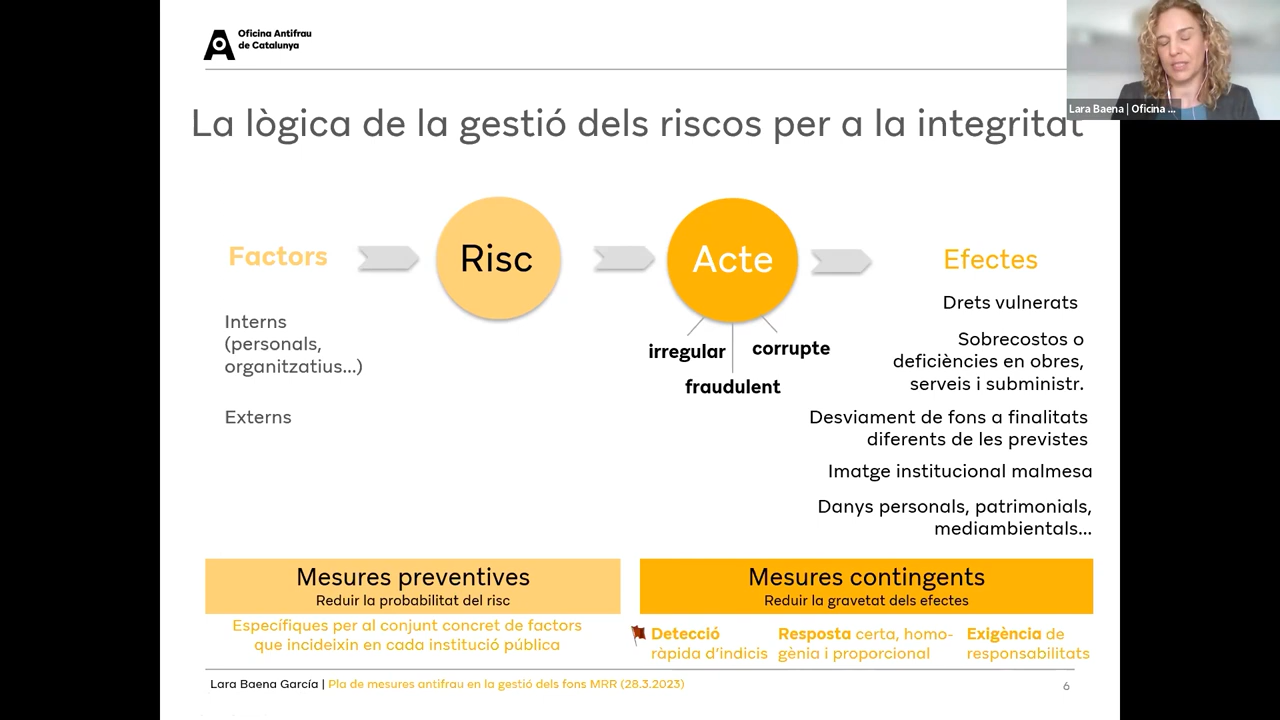 Oficina Antifrau
de Catalunya
Lara Baena | Oficina ...
La lògica de la gestió dels riscos per a la integritat
Factors
Risc
Acte
Efectes
Interns
(personals,
organitzatius...)
Externs
irregular
corrupte
fraudulent
Drets vulnerats
Sobrecostos o
deficiències en obres,
serveis i subministr.
Desviament de fons a finalitats
diferents de les previstes
Imatge institucional malmesa
Danys personals, patrimonials,
mediambientals...
Mesures preventives
Reduir la probabilitat del risc
Específiques per al conjunt concret de factors
que incideixin en cada institució pública
Mesures contingents
Reduir la gravetat dels efectes
Detecció
ràpida d'indicis
Resposta certa, homo-
gènia i proporcional
Exigència de
responsabilitats
Lara Baena García | Pla de mesures antifrau en la gestió dels fons MRR (28.3.2023)
6